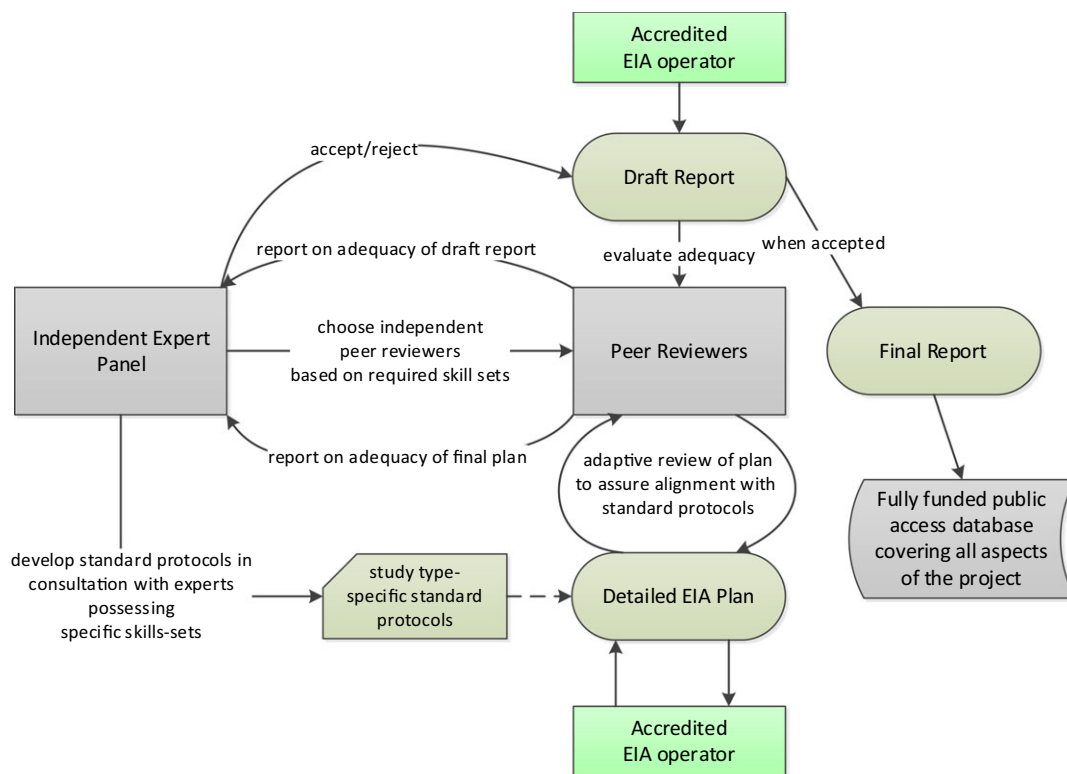 Accredited
EIA operator
accept/reject
Draft Report
report on adequacy of draft report
evaluate adequacy
when accepted
Independent Expert
Panel
choose independent
peer reviewers
based on required skill sets
Peer Reviewers
Final Report
report on adequacy of final plan
adaptive review of plan
to assure alignment with
standard protocols
Fully funded public
access database
covering all aspects
of the project
develop standard protocols in
consultation with experts
possessing
specific skills-sets
study type-
specific standard
protocols
Detailed EIA Plan
Accredited
EIA operator